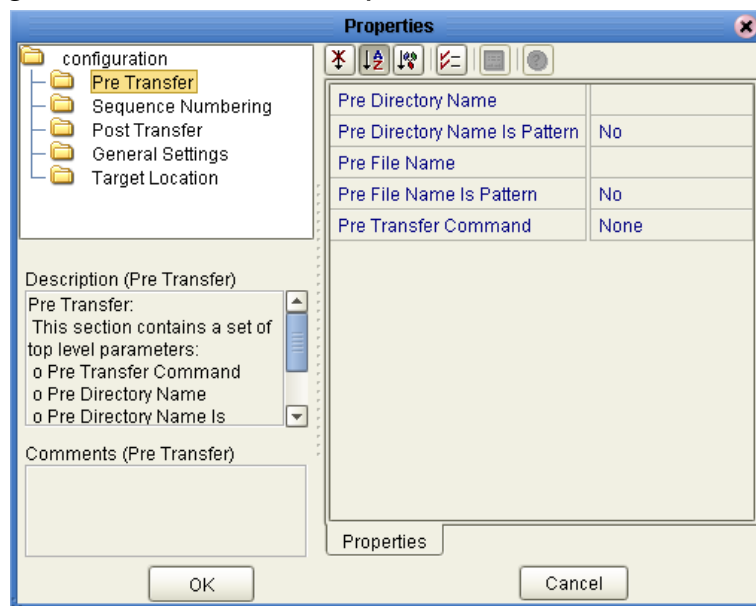 Properties
configuration
Pre Transfer
Sequence Numbering
Post Transfer
General Settings
Target Location
Description (Pre Transfer)
Pre Transfer:
This section contains a set of
top level parameters:
o Pre Transfer Command
o Pre Directory Name
o Pre Directory Name Is
Comments (Pre Transfer)
OK
Pre Directory Name
Pre Directory Name Is Pattern No
Pre File Name
Pre File Name Is Pattern No
Pre Transfer Command None
Properties
Cancel